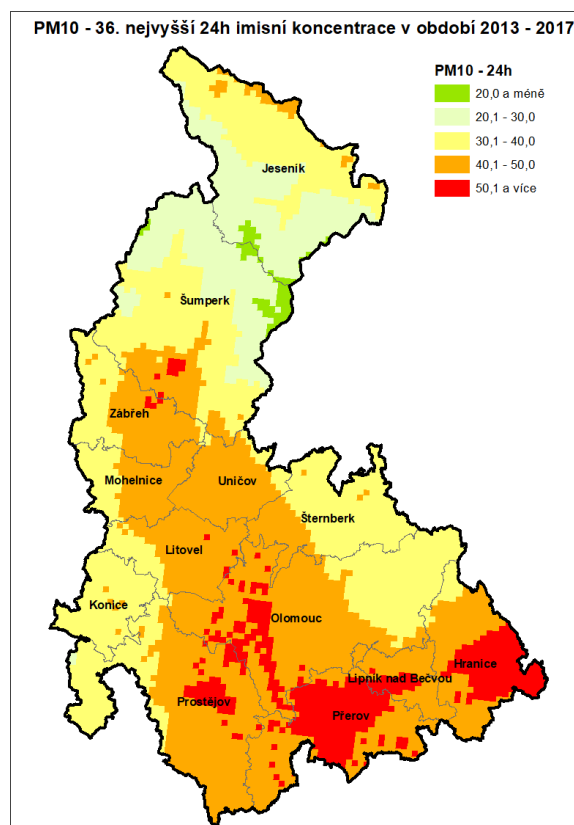 PM10 - 36. nejvyšší 24h imisní koncentrace v období 2013 - 2017
PM10 - 24h
20,0 a méně
20,1 - 30,0
30,1 - 40,0
40,1 - 50,0
50,1 a více
Jeseník
Šumperk
Zábřeh
Mohelnice
Uničov
Šternberk
Litovel
Konice
Olomouc
Hranice
Lipník nad Bečvou
Prostějov
Přerov